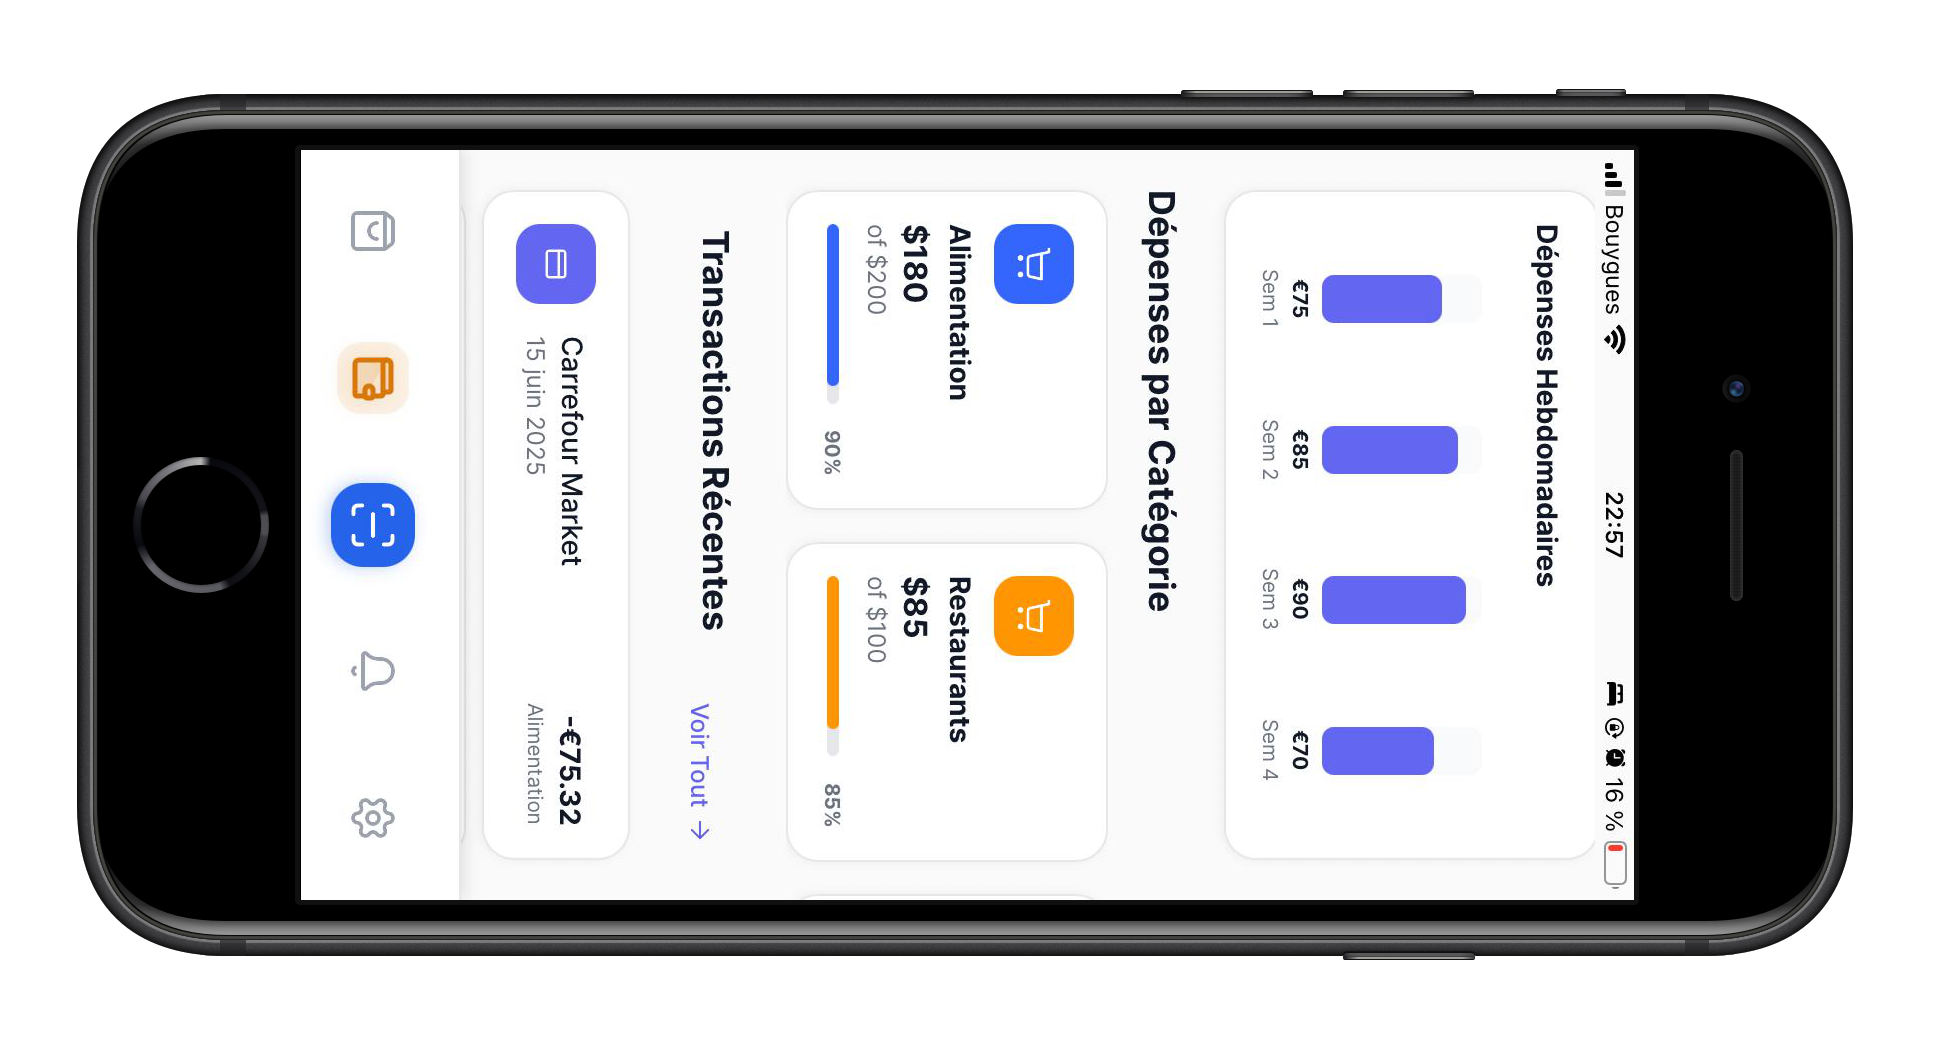 Bouygues 22:57 16 %
Dépenses Hebdomadaires
€75 €85 €90 €70
Sem 1 Sem 2 Sem 3 Sem 4
Dépenses par Catégorie
Alimentation
$180
of $200
90%
Restaurants
$85
of $100
85%
Transactions Récentes
Voir Tout →
Carrefour Market
15 juin 2025
-€75.32
Alimentation